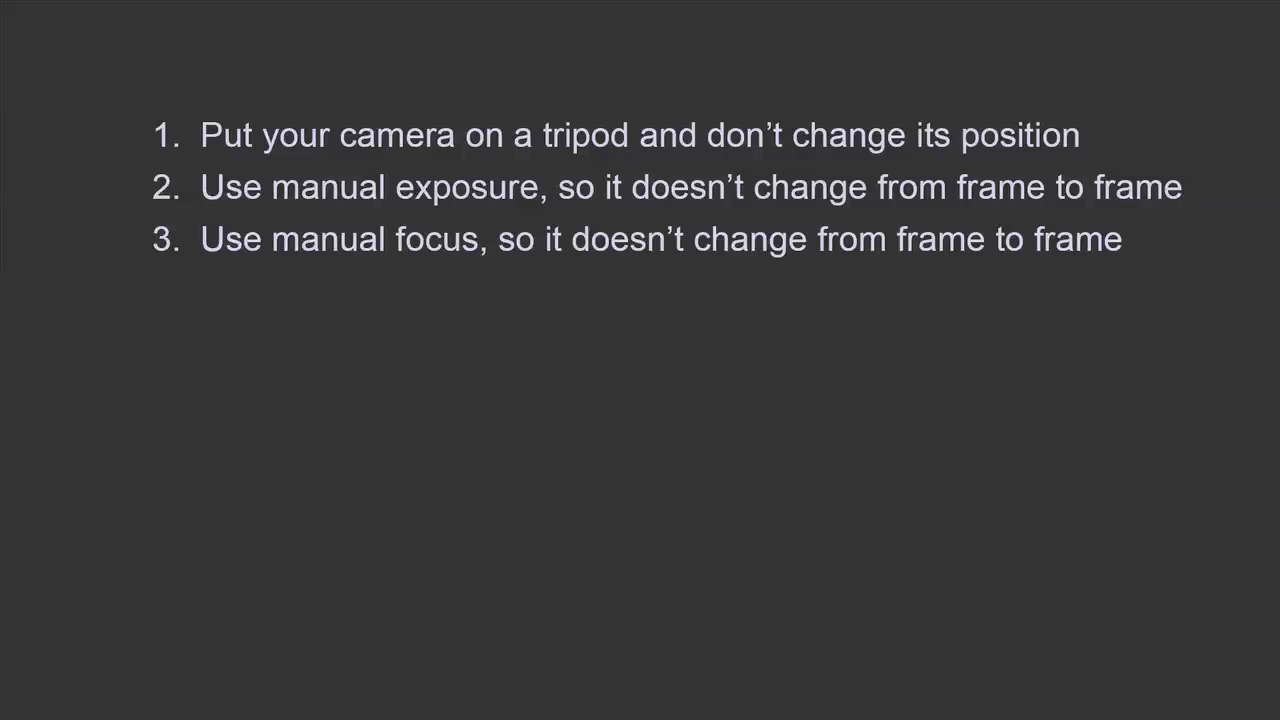 1. Put your camera on a tripod and don’t change its position
2. Use manual exposure, so it doesn’t change from frame to frame
3. Use manual focus, so it doesn’t change from frame to frame